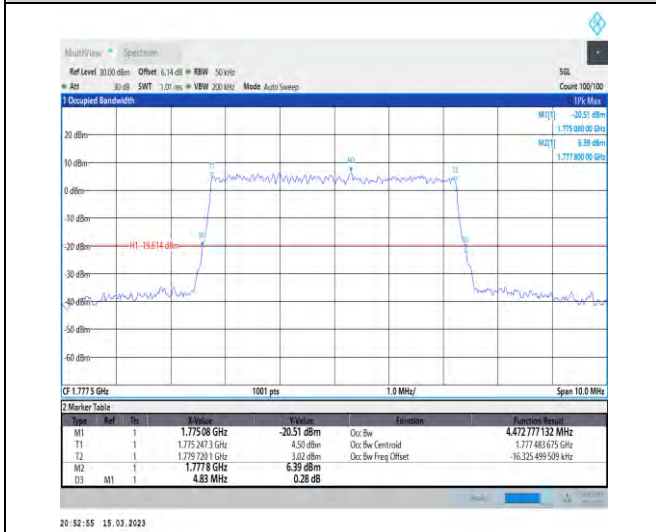 MultiView Spectrum
Ref Level 30.00 dBm Offset 6.14 dB RBW 50 kHz SGL
Att 30 dB SWT 1.01 ms VBW 200 kHz Mode Auto Sweep Count 100/100
1 Occupied Bandwidth 1Pk Max
M1[1] -20.51 dBm
1.775 080 00 GHz
20 dBm M2[1] 6.39 dBm
1.777 800 00 GHz
10 dBm T1 M2 T2
0 dBm
-10 dBm
-20 dBm H1 -19.614 dBm
-30 dBm
-40 dBm
-50 dBm
-60 dBm
CF 1.777 5 GHz 1001 pts 1.0 MHz/ Span 10.0 MHz
2 Marker Table
Type Ref Trc X-Value Y-Value Function Function Result
M1 1 1.775 08 GHz -20.51 dBm Occ Bw 4.472 777 132 MHz
T1 1 1.775 247 3 GHz 4.50 dBm Occ Bw Centroid 1.777 483 675 GHz
T2 1 1.779 720 1 GHz 3.02 dBm Occ Bw Freq Offset -16.325 499 509 kHz
M2 1 1.777 8 GHz 6.39 dBm
D3 M1 1 4.83 MHz 0.28 dB
20:52:55 15.03.2023